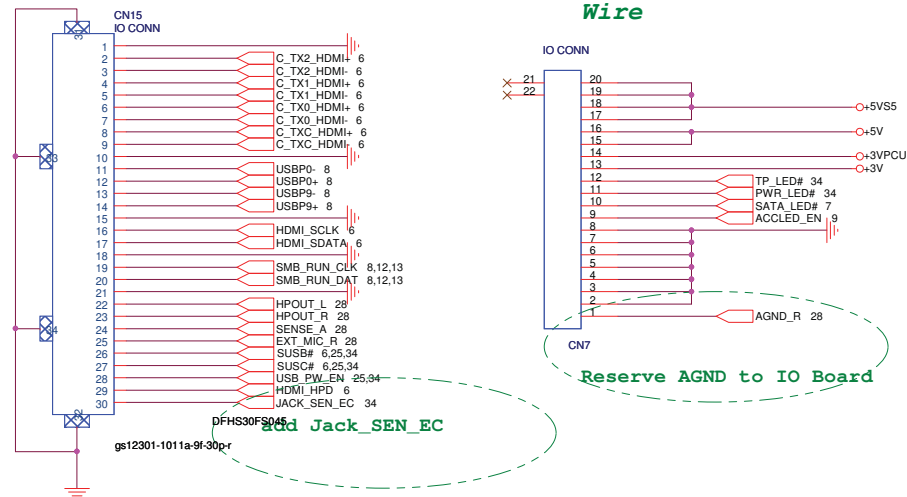 CN15
IO CONN
31
1
2 C_TX2_HDMI+ 6
3 C_TX2_HDMI- 6
4 C_TX1_HDMI+ 6
5 C_TX1_HDMI- 6
6 C_TX0_HDMI+ 6
7 C_TX0_HDMI- 6
8 C_TXC_HDMI+ 6
9 C_TXC_HDMI- 6
33
10
11 USBP0- 8
12 USBP0+ 8
13 USBP9- 8
14 USBP9+ 8
15
16 HDMI_SCLK 6
17 HDMI_SDATA 6
18
19 SMB_RUN_CLK 8,12,13
20 SMB_RUN_DAT 8,12,13
21
22 HPOUT_L 28
23 HPOUT_R 28
34
24 SENSE_A 28
25 EXT_MIC_R 28
26 SUSB# 6,25,34
27 SUSC# 6,25,34
28 USB_PW_EN 25,34
29 HDMI_HPD 6
30 JACK_SEN_EC 34
32
DFHS30FS045
add Jack_SEN_EC
gs12301-1011a-9f-30p-r
Wire
IO CONN
21
22
20
19
18 +5VS5
17
16 +5V
15
14 +3VPCU
13 +3V
12 TP_LED# 34
11 PWR_LED# 34
10 SATA_LED# 7
9 ACCLED_EN 9
8
7
6
5
4
3
2
1 AGND_R 28
CN7
Reserve AGND to IO Board